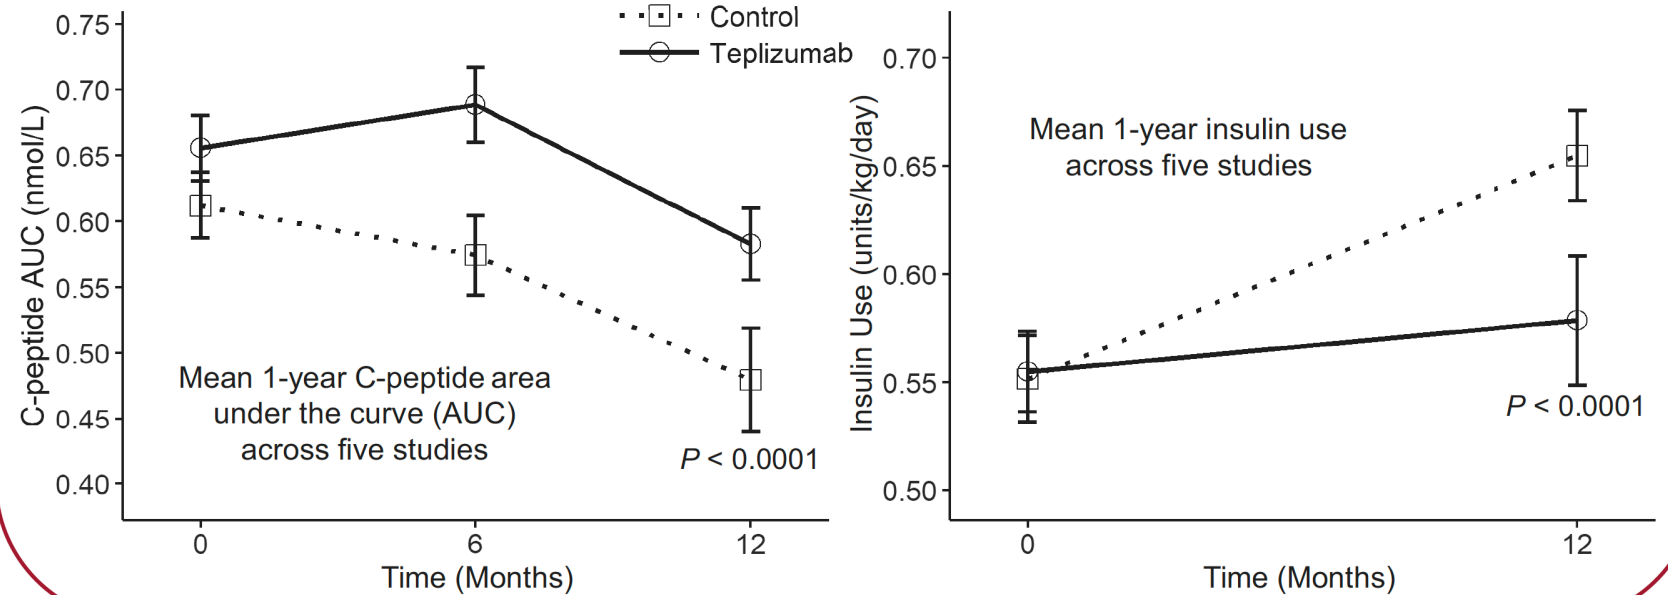 Control
Teplizumab
C-peptide AUC (nmol/L)
0.75
0.70
0.65
0.60
0.55
0.50
0.45
0.40
Mean 1-year C-peptide area
under the curve (AUC)
across five studies
P < 0.0001
0
6
12
Time (Months)
Insulin Use (units/kg/day)
0.70
0.65
0.60
0.55
0.50
Mean 1-year insulin use
across five studies
P < 0.0001
0
12
Time (Months)